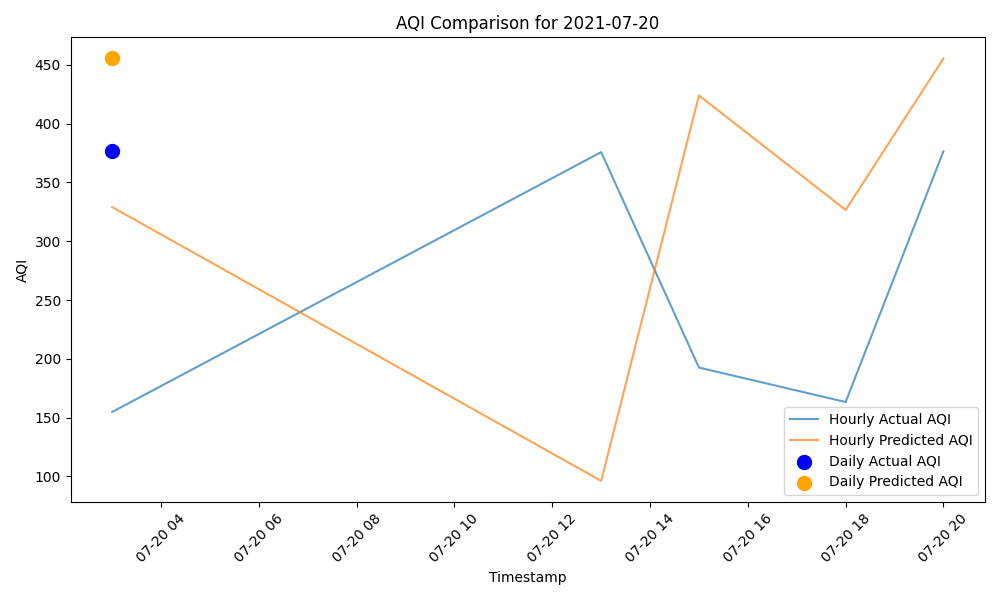 AQI Comparison for 2021-07-20
AQI
450
400
350
300
250
200
150
100
Hourly Actual AQI
Hourly Predicted AQI
Daily Actual AQI
Daily Predicted AQI
07-20 04
07-20 06
07-20 08
07-20 10
07-20 12
07-20 14
07-20 16
07-20 18
07-20 20
Timestamp